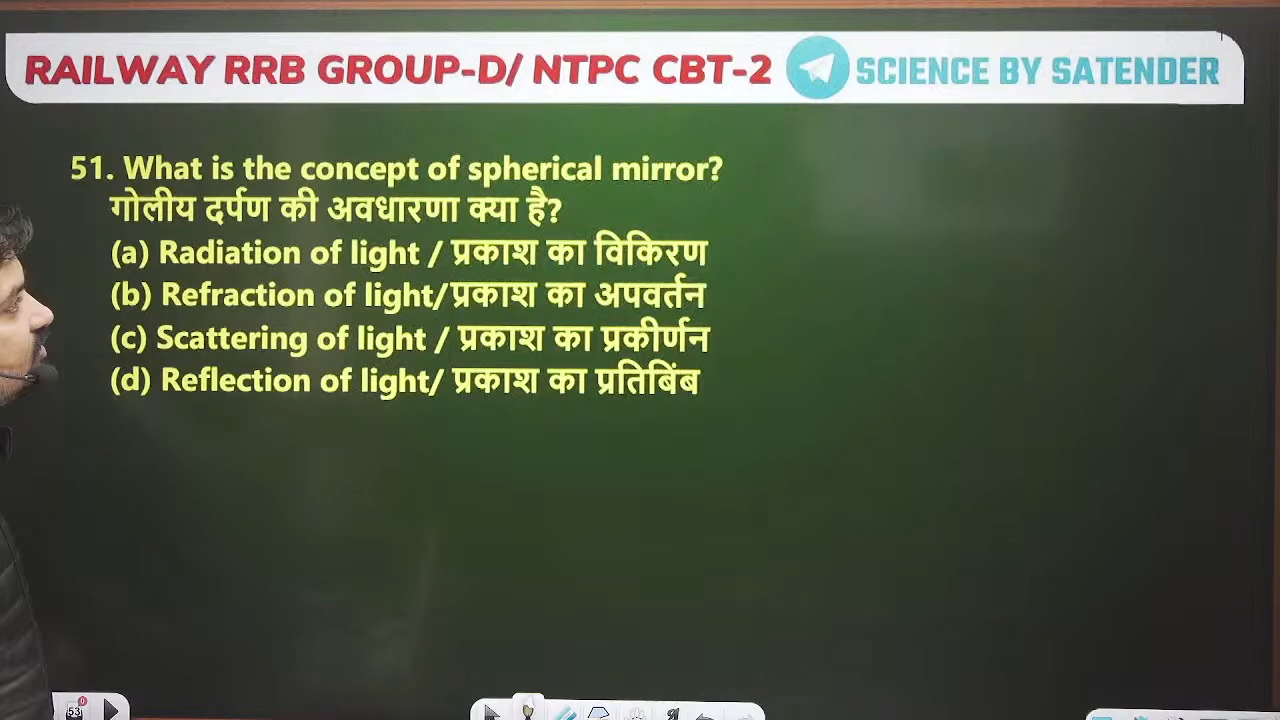 RAILWAY RRB GROUP-D/ NTPC CBT-2 SCIENCE BY SATENDER
51. What is the concept of spherical mirror?
गोलीय दर्पण की अवधारणा क्या है?
(a) Radiation of light / प्रकाश का विकिरण
(b) Refraction of light/प्रकाश का अपवर्तन
(c) Scattering of light / प्रकाश का प्रकीर्णन
(d) Reflection of light/ प्रकाश का प्रतिबिंब
53